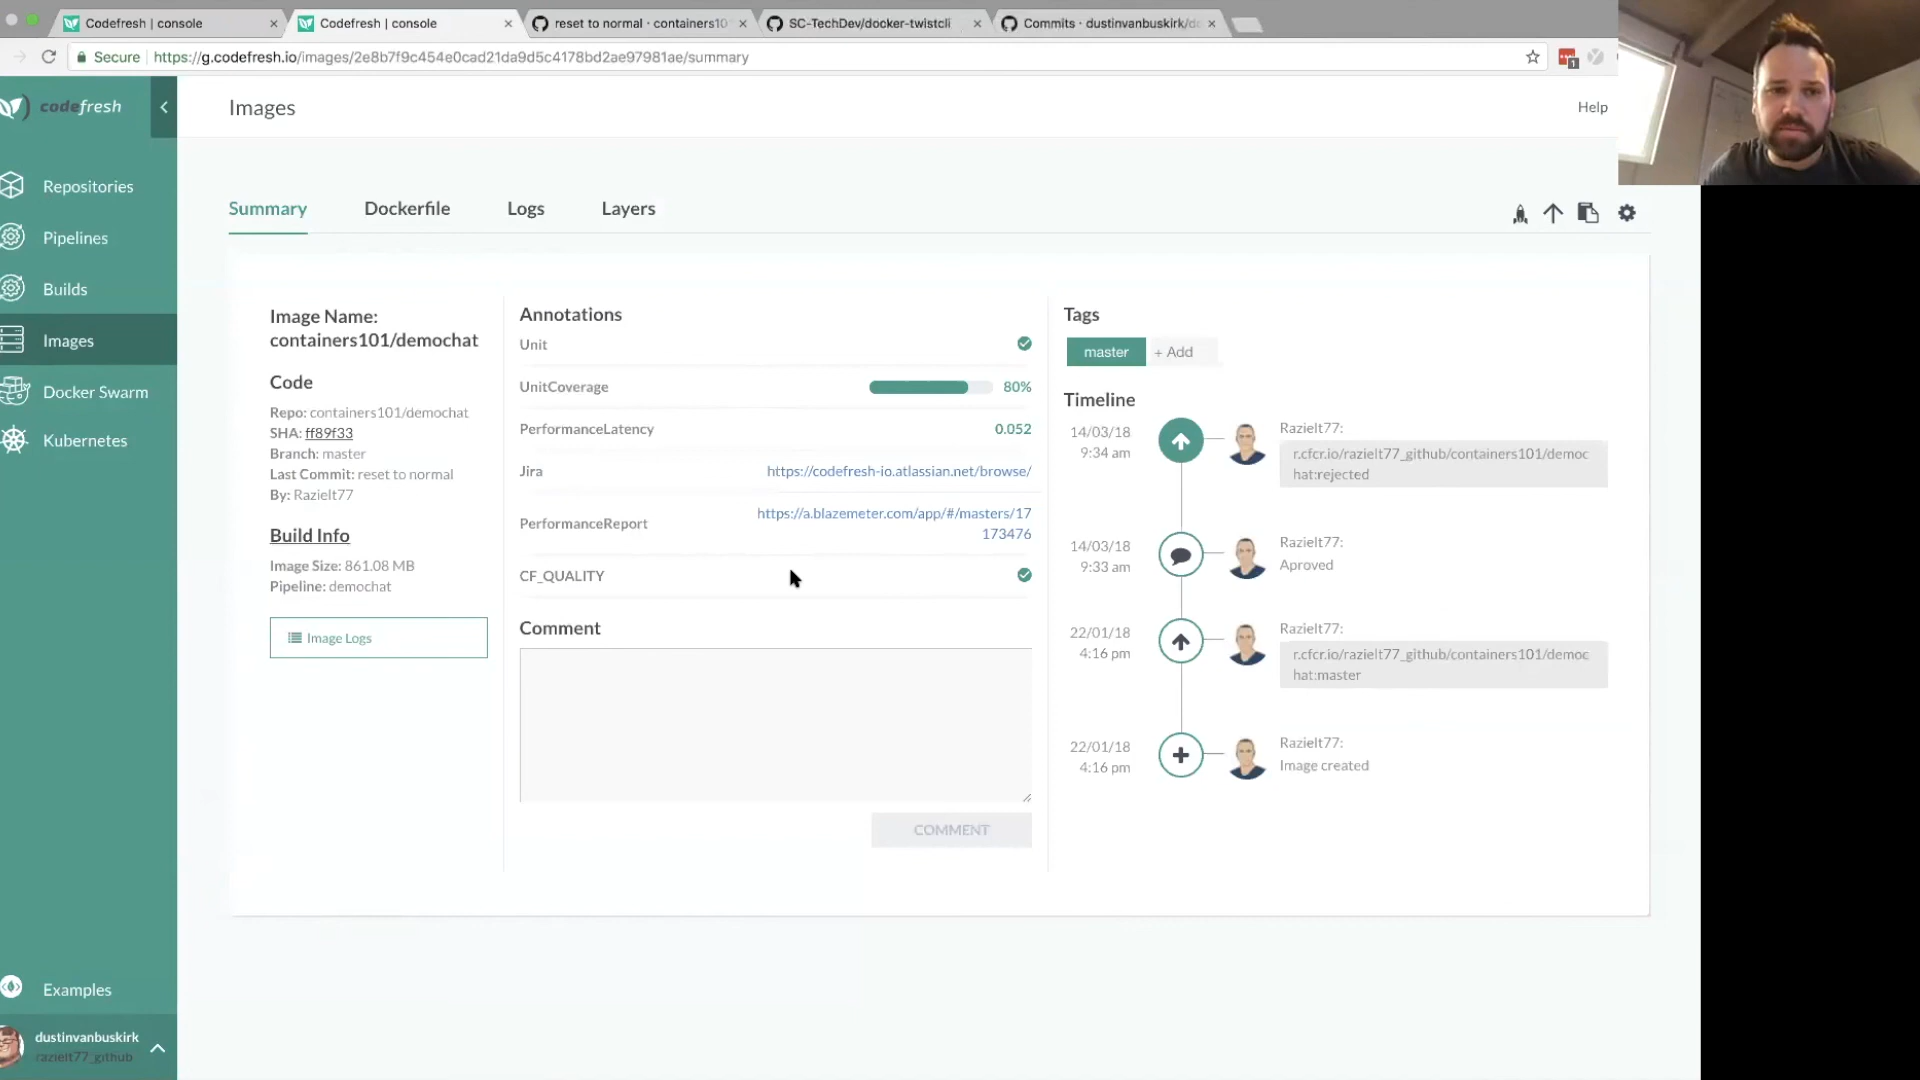 Codefresh | console
Codefresh | console
reset to normal · containers10
SC-TechDev/docker-twistcli
Commits · dustinvanbuskirk/do
Secure
https://g.codefresh.io/images/2e8b7f9c454e0cad21da9d5c4178bd2ae97981ae/summary
1
codefresh
Images
Help
Repositories
Pipelines
Builds
Images
Docker Swarm
Kubernetes
Examples
dustinvanbuskirk
razielt77_github
Summary
Dockerfile
Logs
Layers
Image Name:
containers101/demochat
Code
Repo: containers101/demochat
SHA: ff89f33
Branch: master
Last Commit: reset to normal
By: Razielt77
Build Info
Image Size: 861.08 MB
Pipeline: demochat
Image Logs
Annotations
Unit
UnitCoverage 80%
PerformanceLatency 0.052
Jira https://codefresh-io.atlassian.net/browse/
PerformanceReport https://a.blazemeter.com/app/#/masters/17
173476
CF_QUALITY
Comment
COMMENT
Tags
master + Add
Timeline
14/03/18
9:34 am
Razielt77:
r.cfcr.io/razielt77_github/containers101/democ
hat:rejected
14/03/18
9:33 am
Razielt77:
Aproved
22/01/18
4:16 pm
Razielt77:
r.cfcr.io/razielt77_github/containers101/democ
hat:master
22/01/18
4:16 pm
Razielt77:
Image created